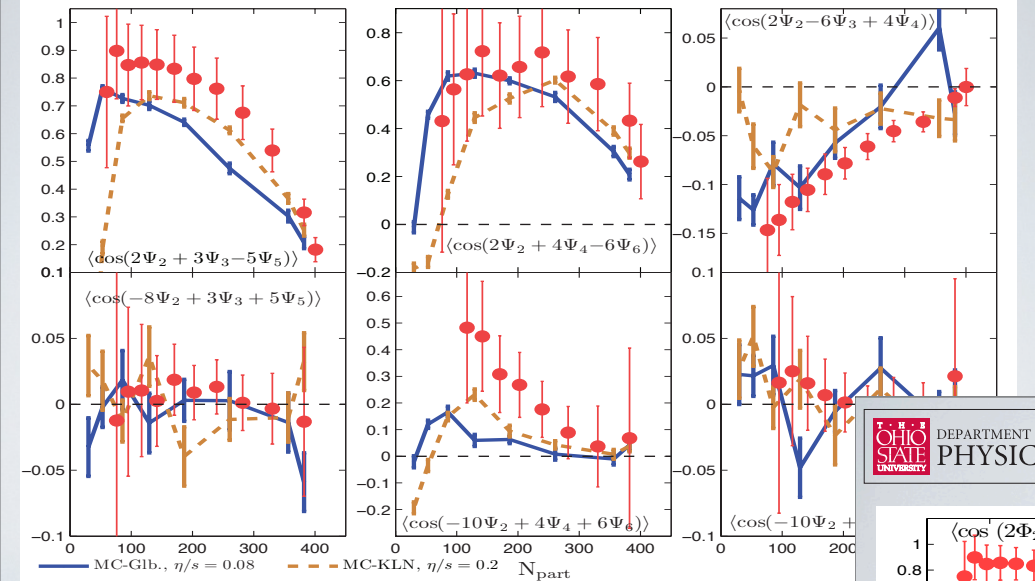 1
0.9
0.8
0.7
0.6
0.5
0.4
0.3
0.2
0.1
⟨cos(2Ψ₂ + 3Ψ₃−5Ψ₅)⟩
0.8
0.6
0.4
0.2
0
−0.2
⟨cos(2Ψ₂ + 4Ψ₄−6Ψ₆)⟩
⟨cos(2Ψ₂−6Ψ₃ + 4Ψ₄)⟩
0.05
0
−0.05
−0.1
−0.15
0.1
⟨cos(−8Ψ₂ + 3Ψ₃ + 5Ψ₅)⟩
0.05
0
−0.05
−0.1
0 100 200 300 400
0.6
0.5
0.4
0.3
0.2
0.1
0
−0.1
−0.2
⟨cos(−10Ψ₂ + 4Ψ₄ + 6Ψ₆)⟩
0 100 200 300 400
0.05
0
−0.05
−0.1
⟨cos(−10Ψ₂ +
0 100 200
MC-Glb., η/s = 0.08
MC-KLN, η/s = 0.2
N_part
T · H · E
OHIO
STATE
UNIVERSITY
DEPARTMENT
PHYSIC
⟨cos (2Φ
1
0.8